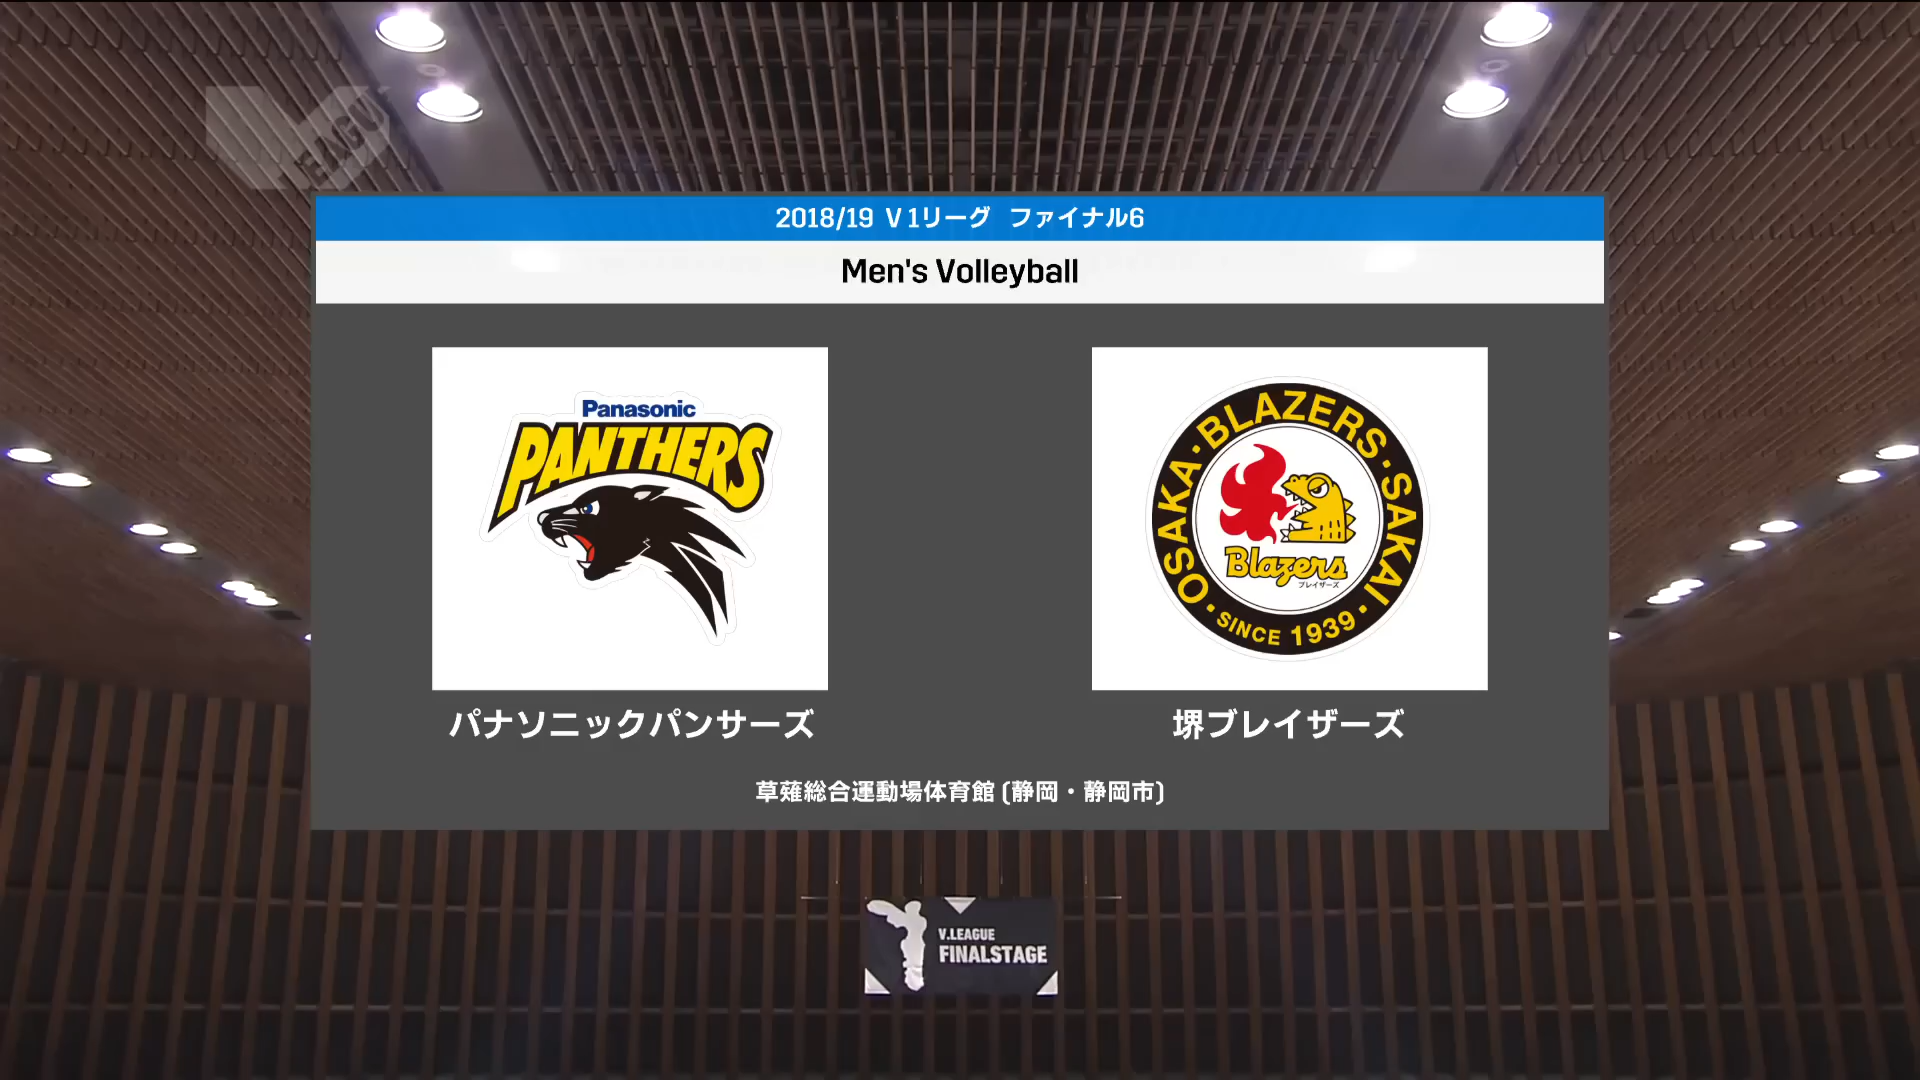 V LEAGUE
2018/19 V1リーグ ファイナル6
Men's Volleyball
Panasonic
PANTHERS
OSAKA・BLAZERS・SAKAI・
Blazers
ブレイザーズ
SINCE 1939
パナソニックパンサーズ
堺ブレイザーズ
草薙総合運動場体育館 (静岡・静岡市)
V.LEAGUE
FINALSTAGE